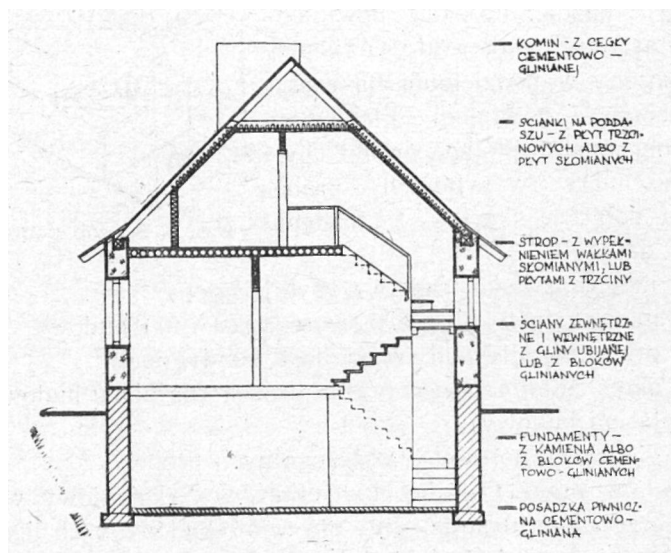 KOMIN - Z CEGŁY
CEMENTOWO -
GLINIANEJ
ŚCIANKI NA PODDA-
SZU - Z PŁYT TRZCI-
NOWYCH ALBO Z
PŁYT SŁOMIANYCH
STROP - Z WYPEŁ-
NIENIEM WAŁKAMI
SŁOMIANYMI, LUB
PŁYTAMI Z TRZCINY
ŚCIANY ZEWNĘTRZ-
NE I WEWNĘTRZNE
Z GLINY UBIJANEJ
LUB Z BLOKÓW
GLINIANYCH
FUNDAMENTY -
Z KAMIENIA ALBO
Z BLOKÓW CEMEN-
TOWO - GLINIANYCH
POSADZKA PIWNICZ-
NA CEMENTOWO -
GLINIANA